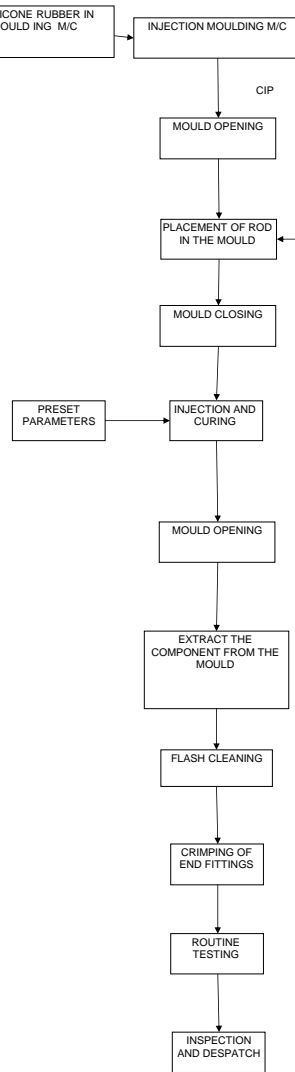 ICONE RUBBER IN
OULD ING M/C
INJECTION MOULDING M/C
CIP
MOULD OPENING
PLACEMENT OF ROD
IN THE MOULD
MOULD CLOSING
PRESET
PARAMETERS
INJECTION AND
CURING
MOULD OPENING
EXTRACT THE
COMPONENT FROM THE
MOULD
FLASH CLEANING
CRIMPING OF
END FITTINGS
ROUTINE
TESTING
INSPECTION
AND DESPATCH